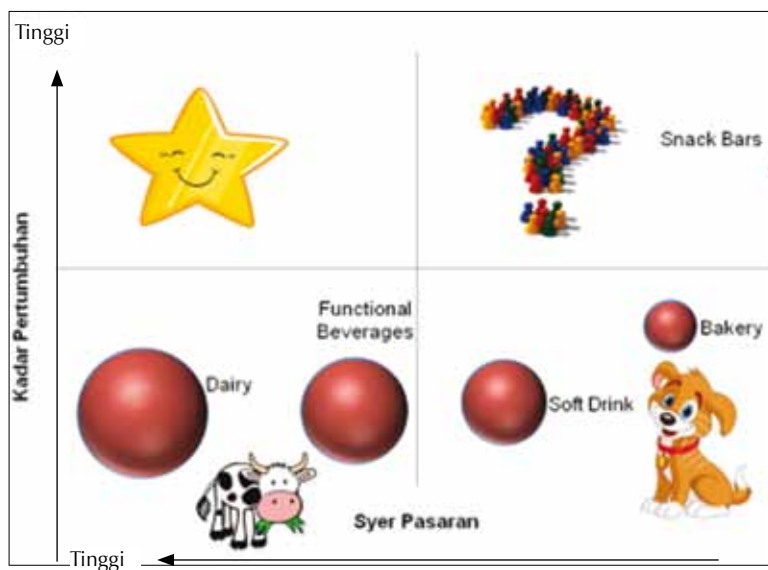 Tinggi
Snack Bars
Kadar Pertumbuhan
Functional
Beverages
Bakery
Dairy
Soft Drink
Syer Pasaran
Tinggi